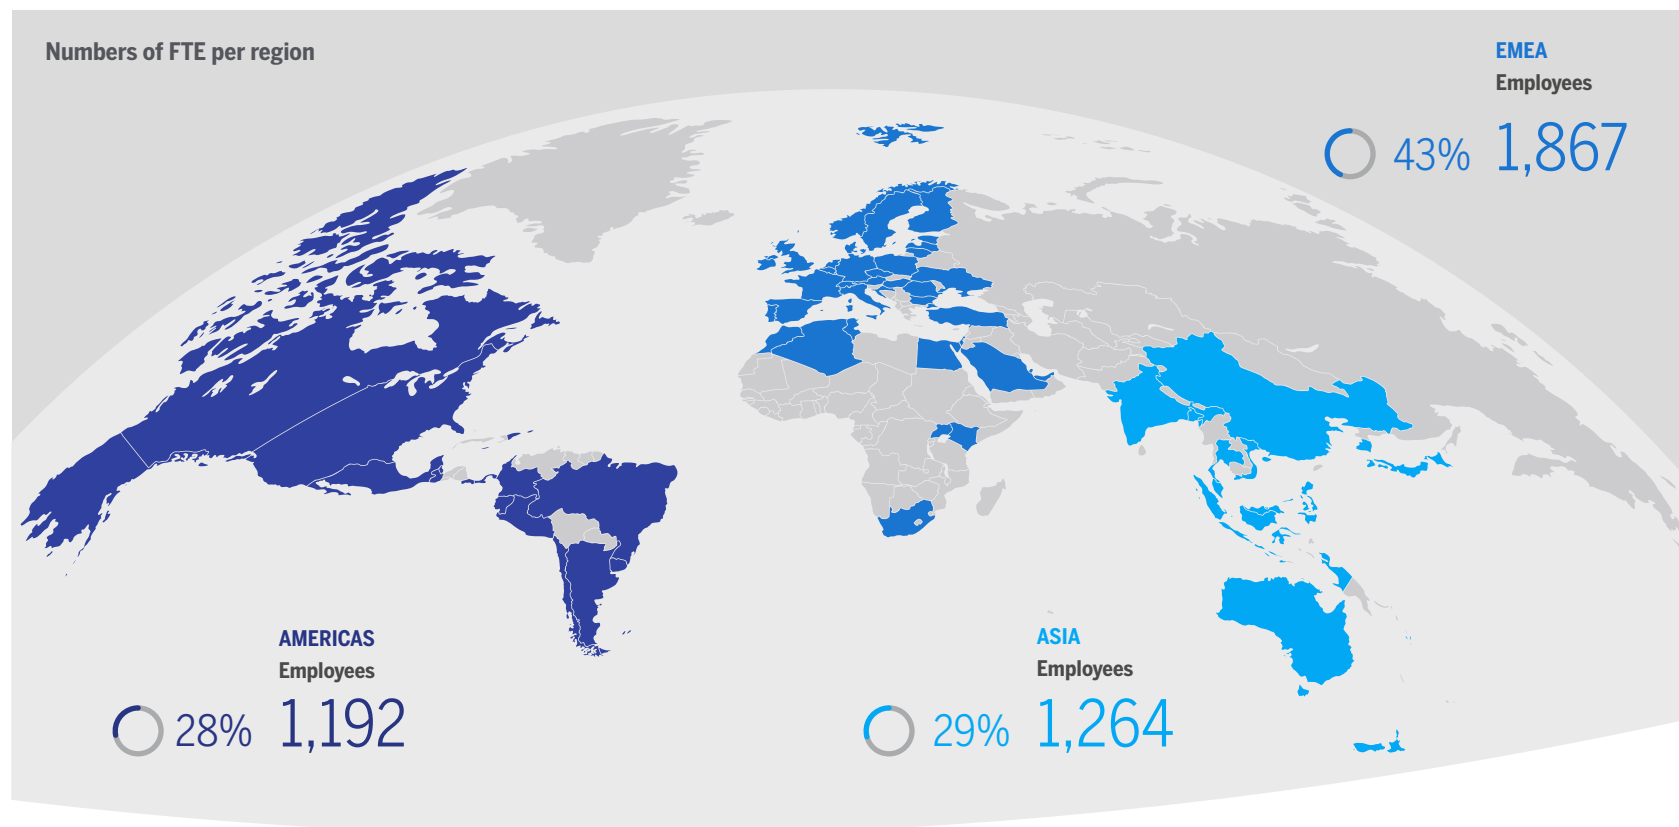 Numbers of FTE per region
EMEA
Employees
43% 1,867
AMERICAS
Employees
28% 1,192
ASIA
Employees
29% 1,264